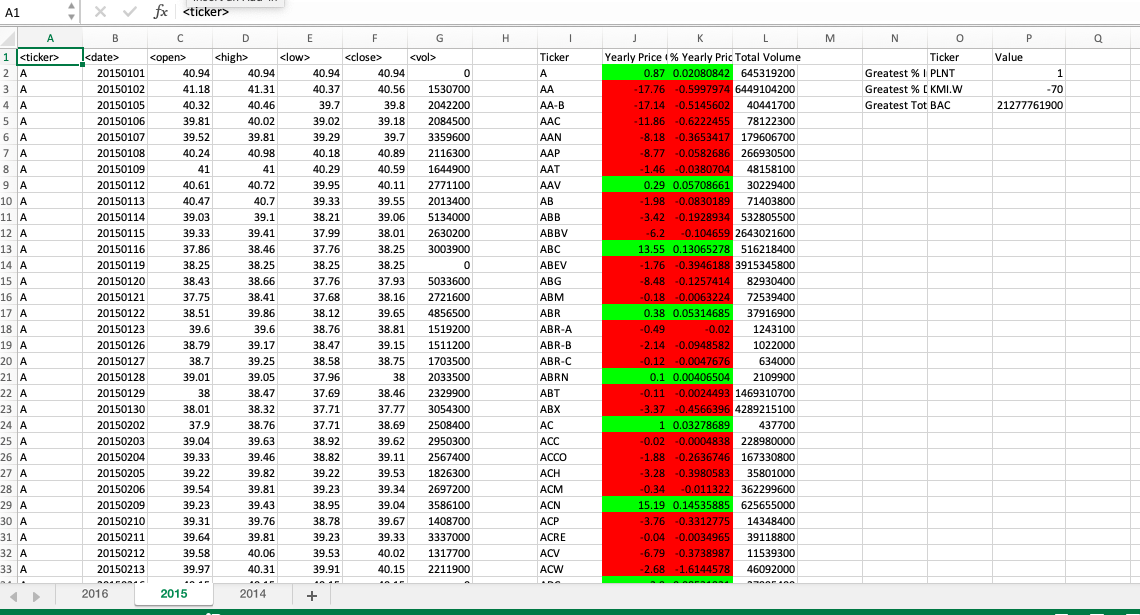 A1 fx <ticker>
A B C D E F G H I J K L M N O P Q
1 <ticker> <date> <open> <high> <low> <close> <vol> Ticker Yearly Price % Yearly Pric Total Volume Ticker Value
2 A 20150101 40.94 40.94 40.94 40.94 0 A 0.87 0.02080842 645319200 Greatest % I PLNT 1
3 A 20150102 41.18 41.31 40.37 40.56 1530700 AA -17.76 -0.5997974 6449104200 Greatest % D KMI.W -70
4 A 20150105 40.32 40.46 39.7 39.8 2042200 AA-B -17.14 -0.5145602 40441700 Greatest Tot BAC 21277761900
5 A 20150106 39.81 40.02 39.02 39.18 2084500 AAC -11.86 -0.6222455 78122300
6 A 20150107 39.52 39.81 39.29 39.7 3359600 AAN -8.18 -0.3653417 179606700
7 A 20150108 40.24 40.98 40.18 40.89 2116300 AAP -8.77 -0.0582686 266930500
8 A 20150109 41 41 40.29 40.59 1644900 AAT -1.46 -0.0380704 48158100
9 A 20150112 40.61 40.72 39.95 40.11 2771100 AAV 0.29 0.05708661 30229400
10 A 20150113 40.47 40.7 39.33 39.55 2013400 AB -1.98 -0.0830189 71403800
11 A 20150114 39.03 39.1 38.21 39.06 5134000 ABB -3.42 -0.1928934 532805500
12 A 20150115 39.33 39.41 37.99 38.01 2630200 ABBV -6.2 -0.104659 2643021600
13 A 20150116 37.86 38.46 37.76 38.25 3003900 ABC 13.55 0.13065278 516218400
14 A 20150119 38.25 38.25 38.25 38.25 0 ABEV -1.76 -0.3946188 3915345800
15 A 20150120 38.43 38.66 37.76 37.93 5033600 ABG -8.48 -0.1257414 82930400
16 A 20150121 37.75 38.41 37.68 38.16 2721600 ABM -0.18 -0.0063224 72539400
17 A 20150122 38.51 39.86 38.12 39.65 4856500 ABR 0.38 0.05314685 37916900
18 A 20150123 39.6 39.6 38.76 38.81 1519200 ABR-A -0.49 -0.02 1243100
19 A 20150126 38.79 39.17 38.47 39.15 1511200 ABR-B -2.14 -0.0948582 1022000
20 A 20150127 38.7 39.25 38.58 38.75 1703500 ABR-C -0.12 -0.0047676 634000
21 A 20150128 39.01 39.05 37.96 38 2033500 ABRN 0.1 0.00406504 2109900
22 A 20150129 38 38.47 37.69 38.46 2329900 ABT -0.11 -0.0024493 1469310700
23 A 20150130 38.01 38.32 37.71 37.77 3054300 ABX -3.37 -0.4566396 4289215100
24 A 20150202 37.9 38.76 37.71 38.69 2508400 AC 1 0.03278689 437700
25 A 20150203 39.04 39.63 38.92 39.62 2950300 ACC -0.02 -0.0004838 228980000
26 A 20150204 39.33 39.46 38.82 39.11 2567400 ACCO -1.88 -0.2636746 167330800
27 A 20150205 39.22 39.82 39.22 39.53 1826300 ACH -3.28 -0.3980583 35801000
28 A 20150206 39.54 39.81 39.23 39.34 2697200 ACM -0.34 -0.011322 362299600
29 A 20150209 39.23 39.43 38.95 39.04 3586100 ACN 15.19 0.14535885 625655000
30 A 20150210 39.31 39.76 38.78 39.67 1408700 ACP -3.76 -0.3312775 14348400
31 A 20150211 39.64 39.81 39.23 39.33 3337000 ACRE -0.04 -0.0034965 39118800
32 A 20150212 39.58 40.06 39.53 40.02 1317700 ACV -6.79 -0.3738987 11539300
33 A 20150213 39.97 40.31 39.91 40.15 2211900 ACW -2.68 -1.6144578 46092000
2016 2015 2014 +